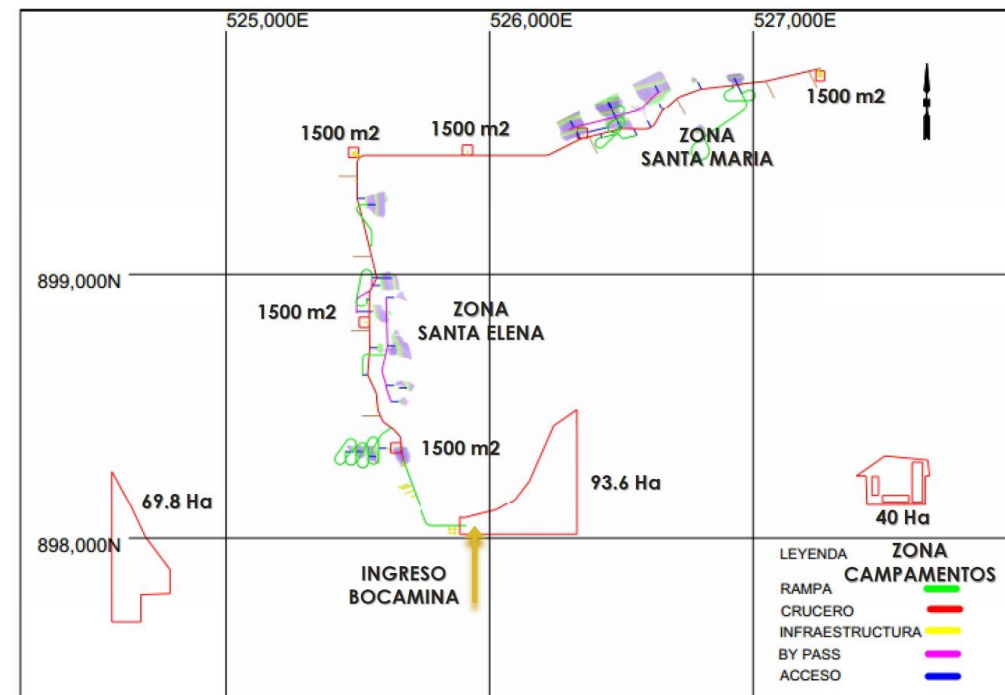 525,000E
526,000E
527,000E
1500 m2
1500 m2
1500 m2
ZONA
SANTA MARIA
899,000N
1500 m2
ZONA
SANTA ELENA
1500 m2
69.8 Ha
93.6 Ha
40 Ha
898,000N
INGRESO
BOCAMINA
LEYENDA
ZONA
CAMPAMENTOS
RAMPA
CRUCERO
INFRAESTRUCTURA
BY PASS
ACCESO